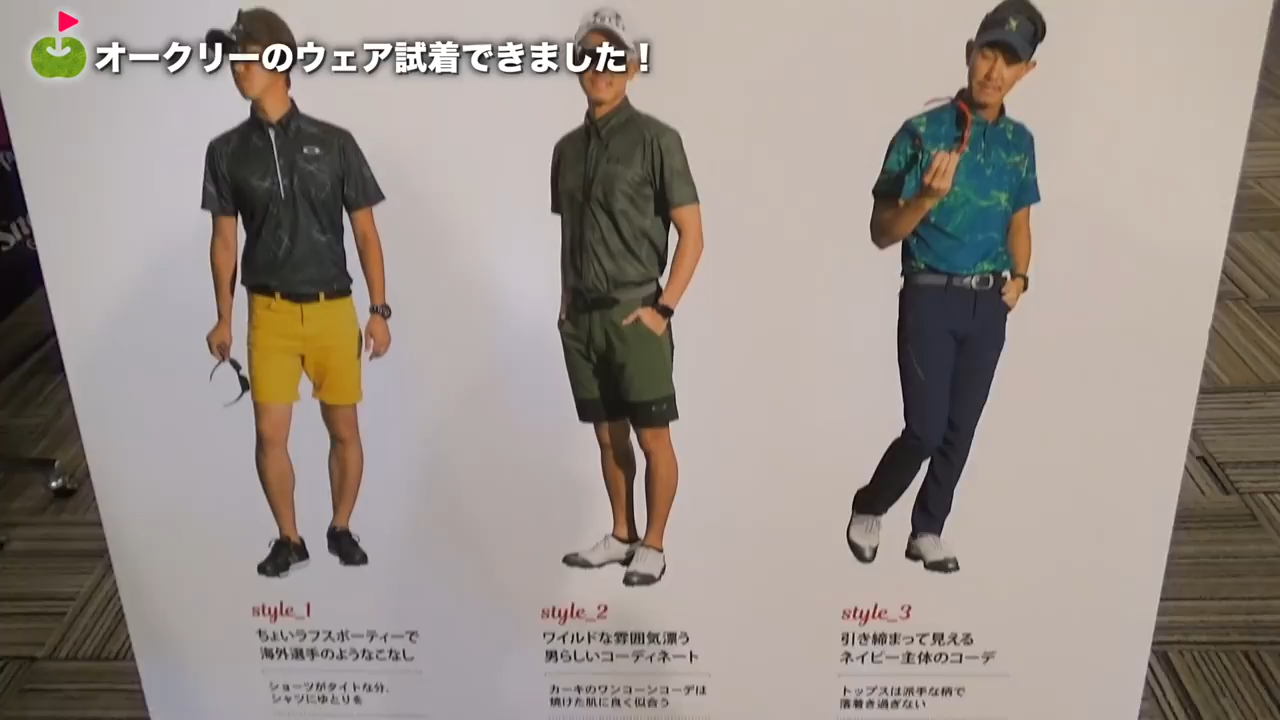 オークリーのウェア試着できました！
style_1
ちょいラフスポーティーで
海外選手のようなこなし
ショーツがタイトな分、
シャツにゆとりを
style_2
ワイルドな雰囲気漂う
男らしいコーディネート
カーキのワンコーンコーデは
焼けた肌に良く似合う
style_3
引き締まって見える
ネイビー主体のコーデ
トップスは派手な柄で
落着き過ぎない